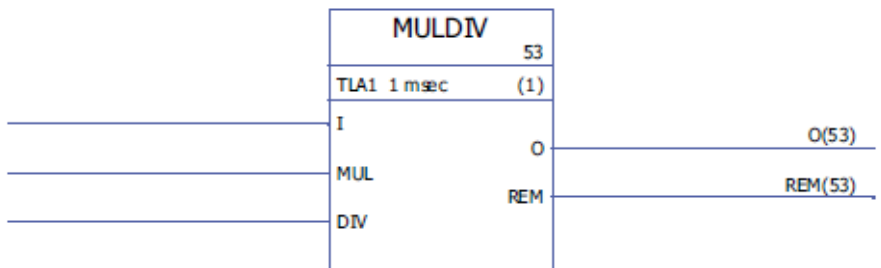 MULDIV
53
TLA1 1 msec (1)
I
O O(53)
MUL
REM REM(53)
DIV